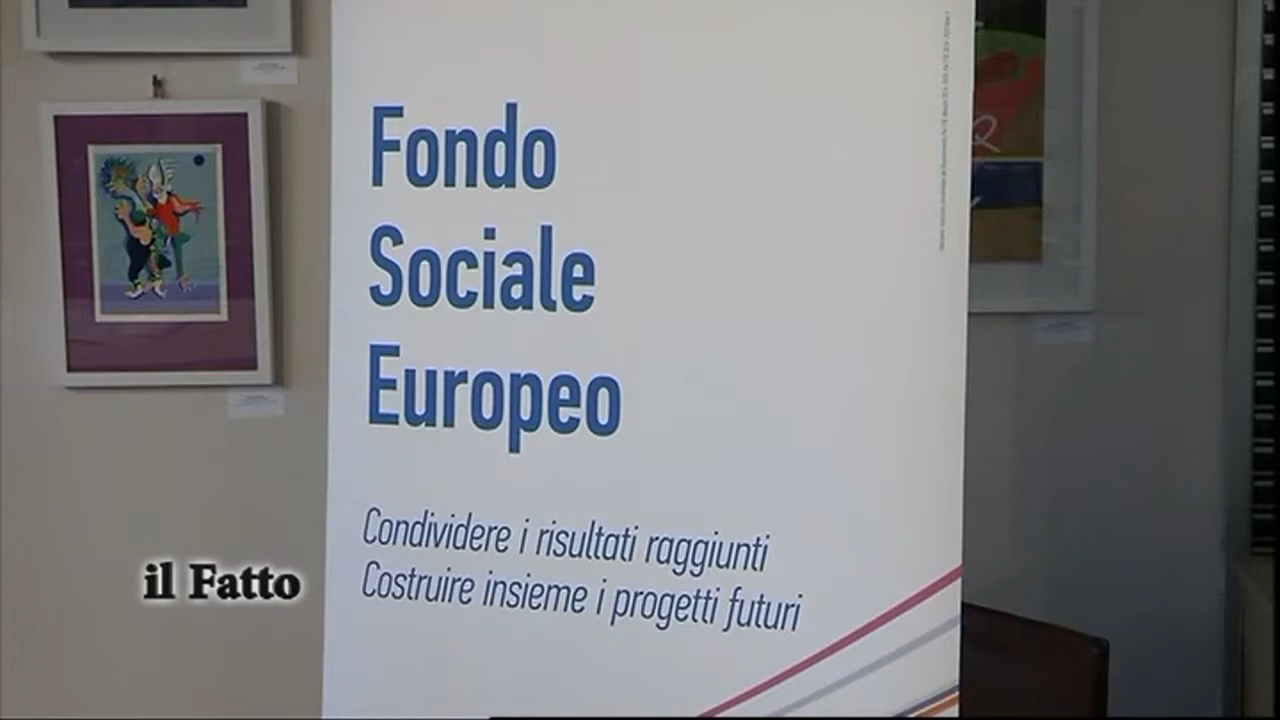 Fondo
Sociale
Europeo
Condividere i risultati raggiunti
Costruire insieme i progetti futuri
il Fatto